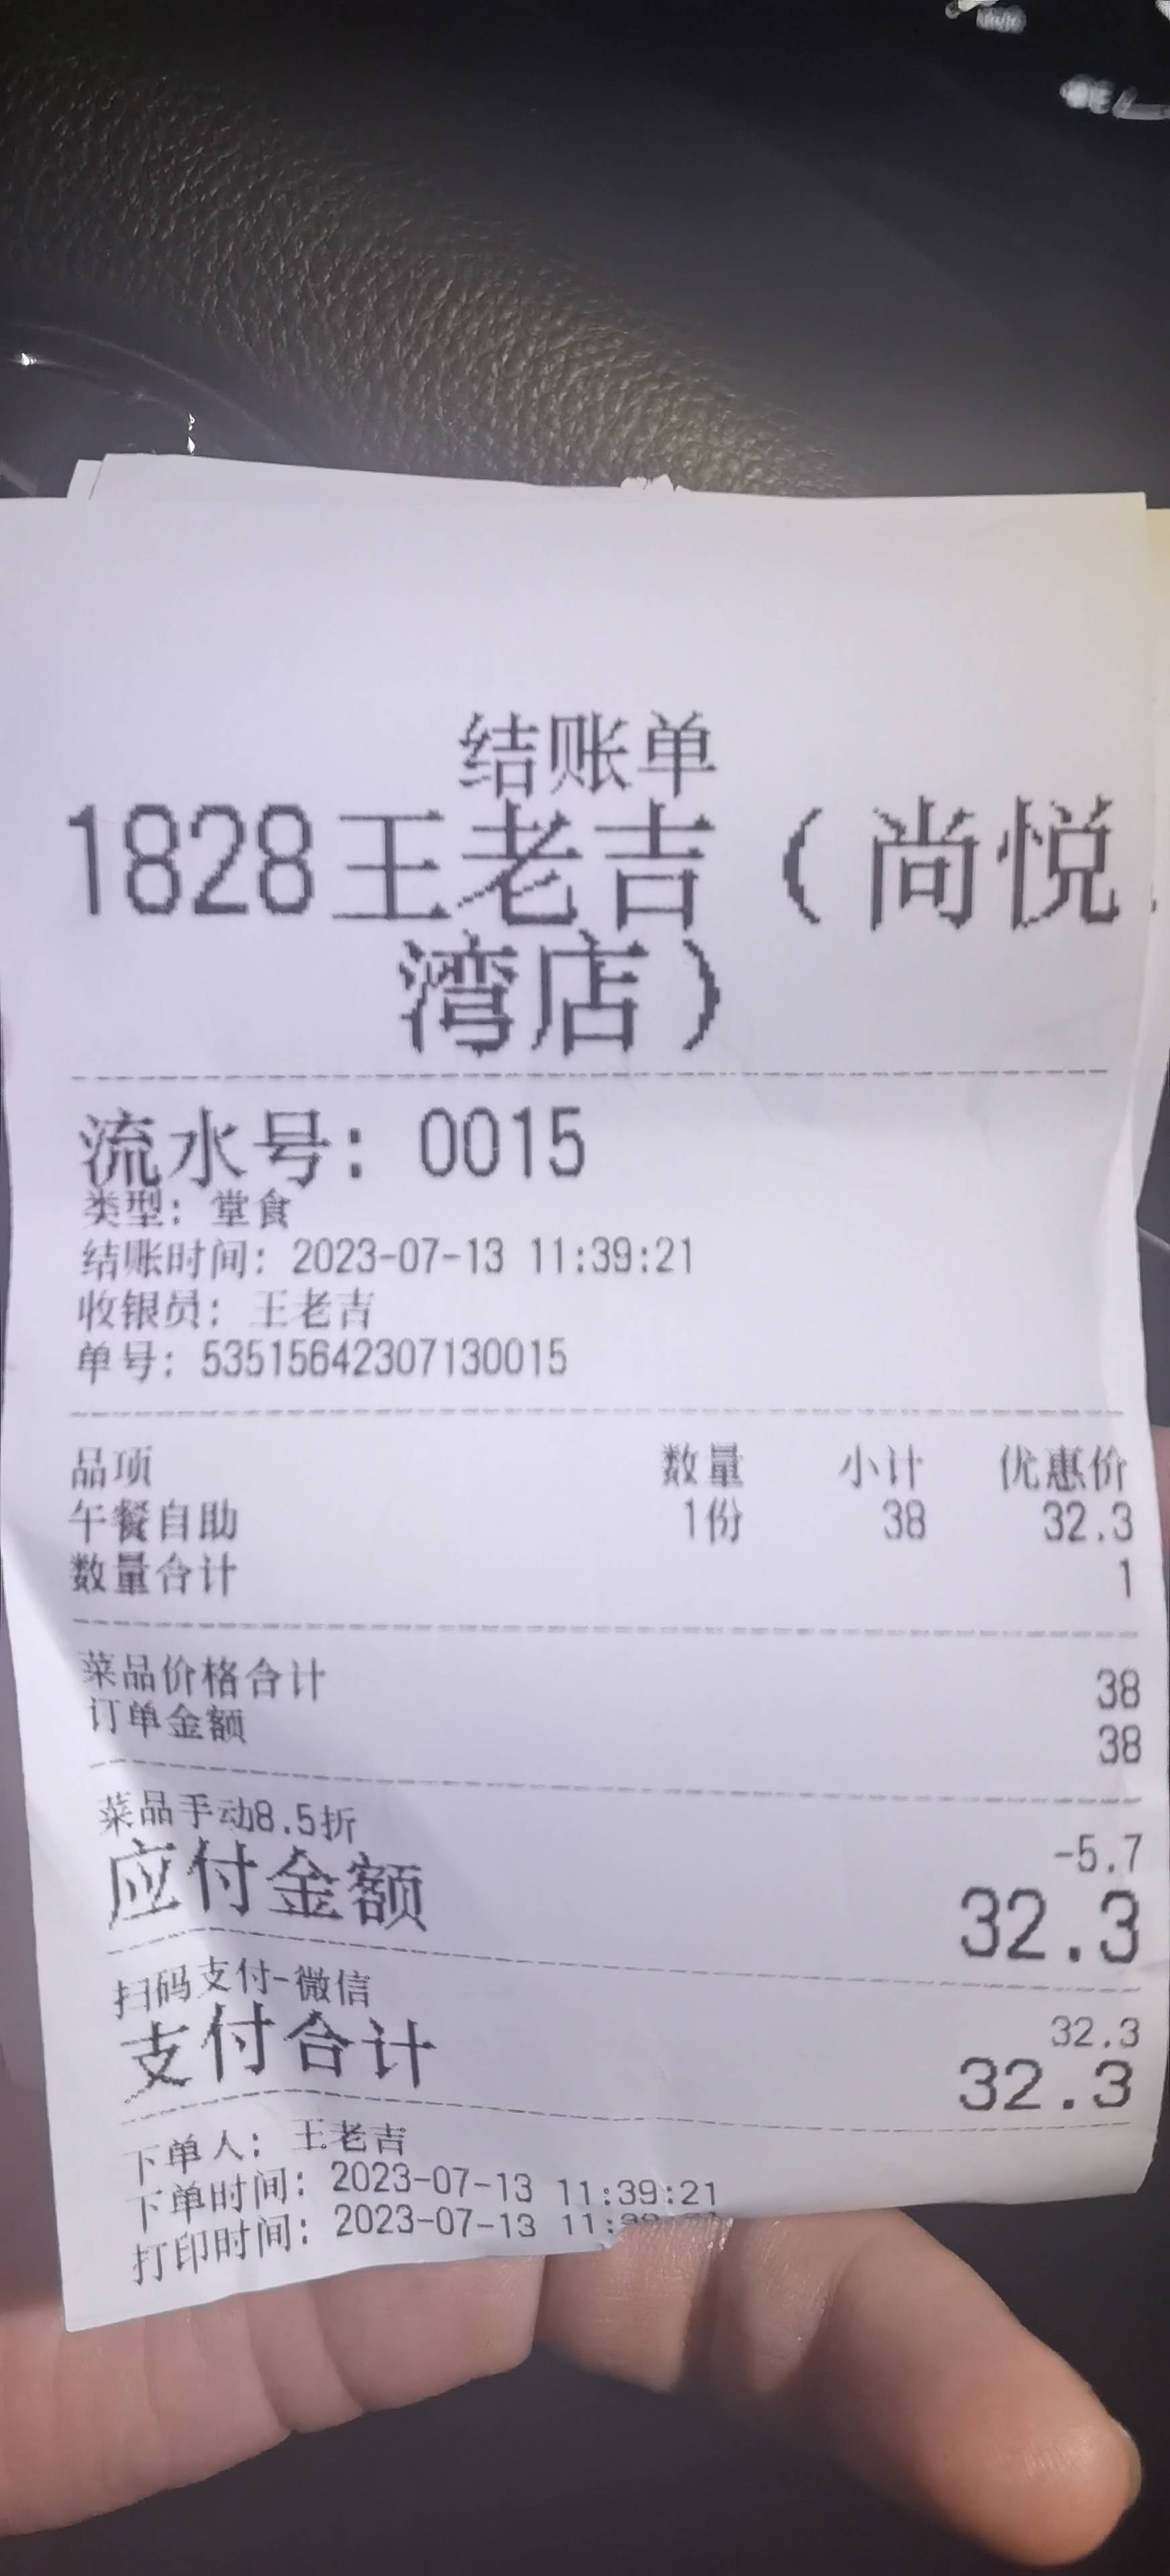 结账单
1828王老吉（尚悦
湾店）
流水号：0015
类型：堂食
结账时间：2023-07-13 11:39:21
收银员：王老吉
单号：53515642307130015
品项 数量 小计 优惠价
午餐自助 1份 38 32.3
数量合计 1
菜品价格合计 38
订单金额 38
菜品手动8.5折 -5.7
应付金额 32.3
扫码支付-微信 32.3
支付合计 32.3
下单人：王老吉
下单时间：2023-07-13 11:39:21
打印时间：2023-07-13 11: